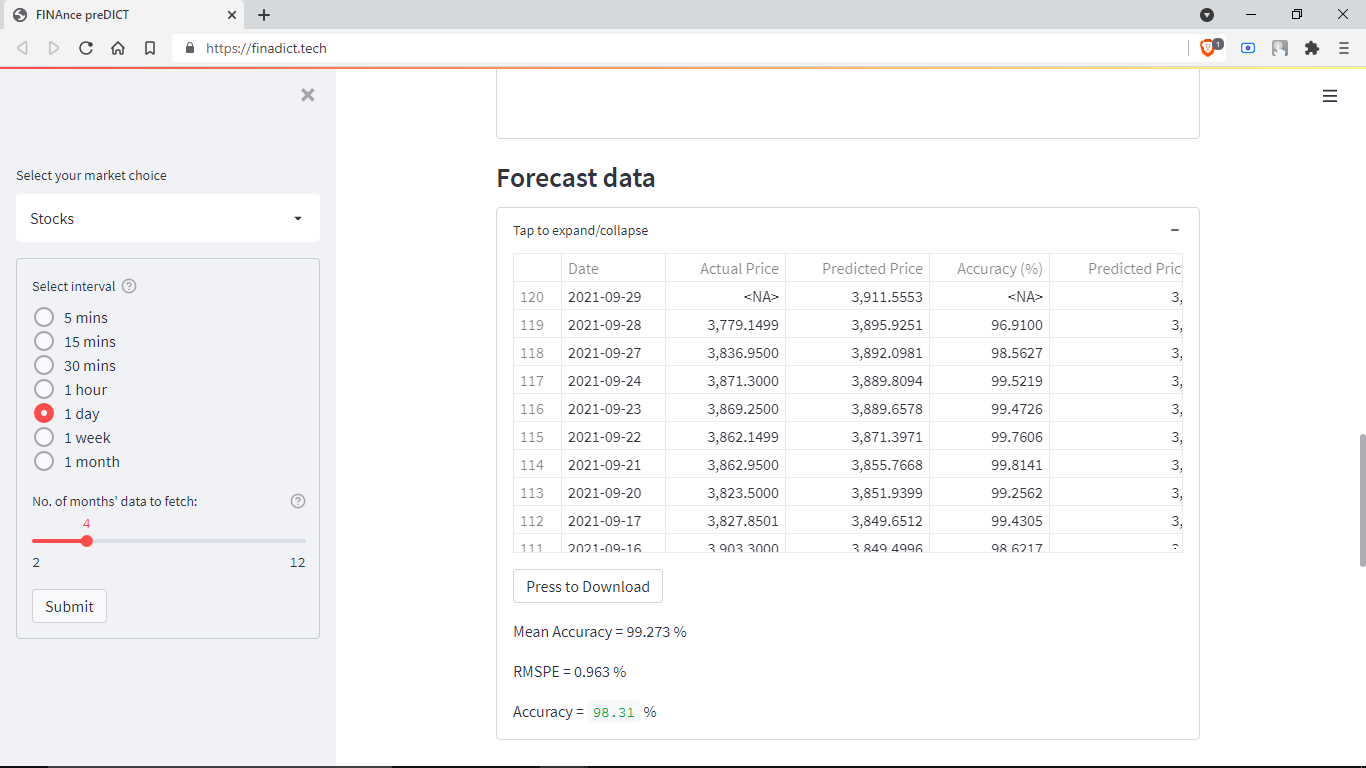 FINAnce preDICT
https://finadict.tech
1
Select your market choice
Stocks
Select interval
5 mins
15 mins
30 mins
1 hour
1 day
1 week
1 month
No. of months' data to fetch:
4
2 12
Submit
Forecast data
Tap to expand/collapse
Date Actual Price Predicted Price Accuracy (%) Predicted Pric
120 2021-09-29 <NA> 3,911.5553 <NA> 3,
119 2021-09-28 3,779.1499 3,895.9251 96.9100 3,
118 2021-09-27 3,836.9500 3,892.0981 98.5627 3,
117 2021-09-24 3,871.3000 3,889.8094 99.5219 3,
116 2021-09-23 3,869.2500 3,889.6578 99.4726 3,
115 2021-09-22 3,862.1499 3,871.3971 99.7606 3,
114 2021-09-21 3,862.9500 3,855.7668 99.8141 3,
113 2021-09-20 3,823.5000 3,851.9399 99.2562 3,
112 2021-09-17 3,827.8501 3,849.6512 99.4305 3,
111 2021-09-16 3,903.3000 3,849.4996 98.6217
Press to Download
Mean Accuracy = 99.273 %
RMSPE = 0.963 %
Accuracy = 98.31 %